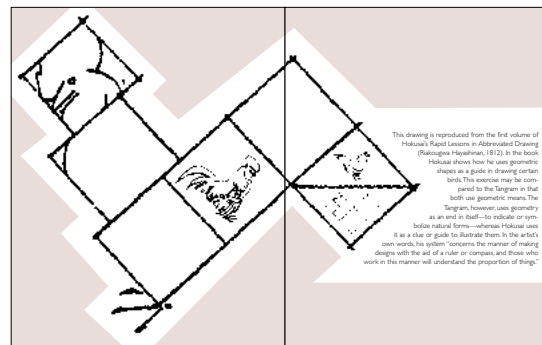 This drawing is reproduced from the first volume of
Hokusai's Rapid Lessons in Abbreviated Drawing
(Riakougwa Hayashinan, 1812). In the book
Hokusai shows how he uses geometric
shapes as a guide in drawing certain
birds. This exercise may be com-
pared to the Tangram in that
both use geometric means. The
Tangram, however, uses geometry
as an end in itself—to indicate or sym-
bolize natural forms—whereas Hokusai uses
it as a clue or guide to illustrate them. In the artist's
own words, his system "concerns the manner of making
designs with the aid of a ruler or compass, and those who
work in this manner will understand the proportion of things."